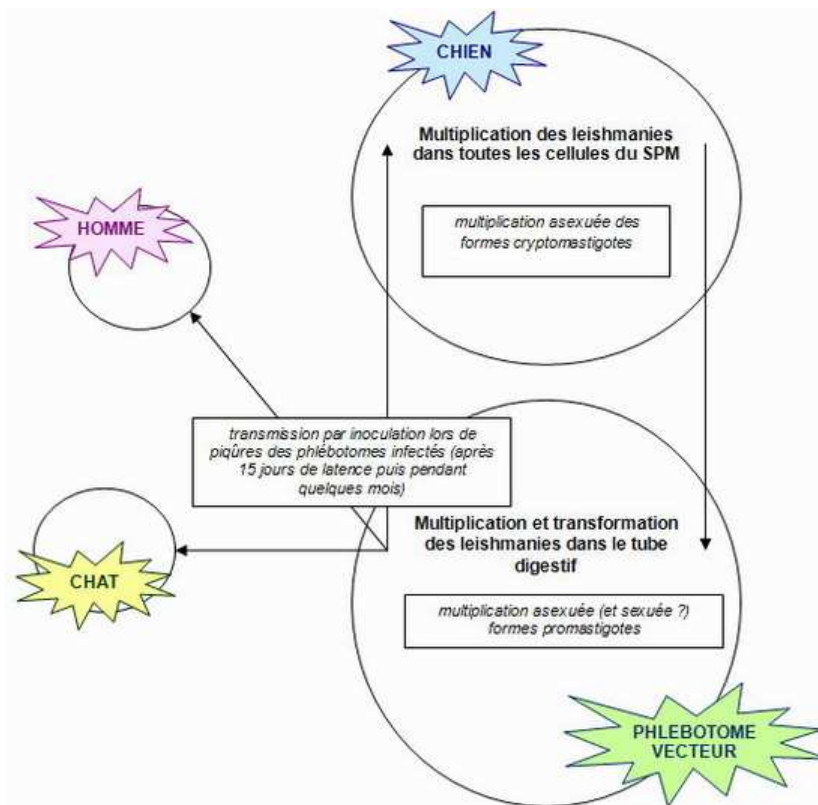 CHIEN
Multiplication des leishmanies
dans toutes les cellules du SPM
multiplication asexuée des
formes cryptomastigotes
HOMME
transmission par inoculation lors de
piqûres des phlébotomes infectés (après
15 jours de latence puis pendant
quelques mois)
Multiplication et transformation
des leishmanies dans le tube
digestif
CHAT
multiplication asexuée (et sexuée ?)
formes promastigotes
PHLEBOTOME
VECTEUR